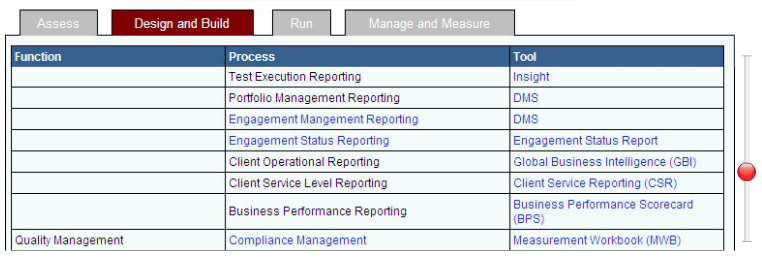 Assess Design and Build Run Manage and Measure
Function Process Tool
Test Execution Reporting Insight
Portfolio Management Reporting DMS
Engagement Mangement Reporting DMS
Engagement Status Reporting Engagement Status Report
Client Operational Reporting Global Business Intelligence (GBI)
Client Service Level Reporting Client Service Reporting (CSR)
Business Performance Reporting Business Performance Scorecard
(BPS)
Quality Management Compliance Management Measurement Workbook (MWB)